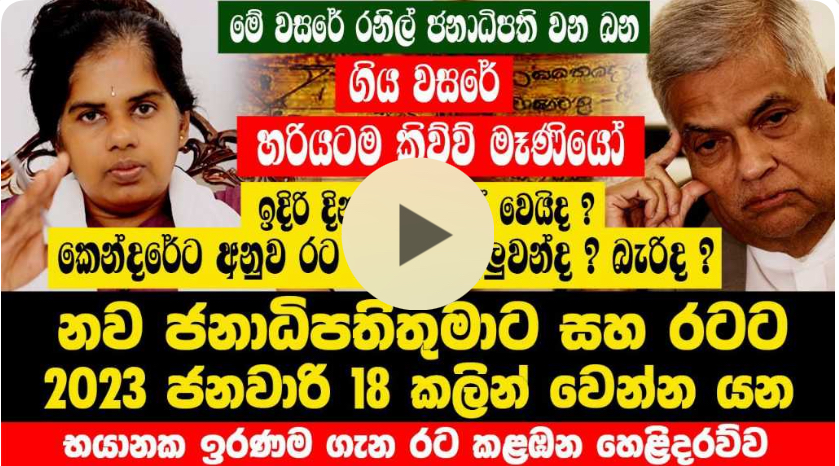 මේ වසරේ රනිල් ජනාධිපති වන බන
ගිය වසරේ
හරියටම කිව්ව් මෑණියෝ
ඉදිරි වෙයිද ?
කෙන්දරේට අනුව රට ? බැරිද ?
නව ජනාධිපතිතුමාට සහ රටට
2023 ජනවාරි 18 කලින් වෙන්න යන
භයානක ඉරණම ගැන රට කළඹන හෙළිදරව්ව